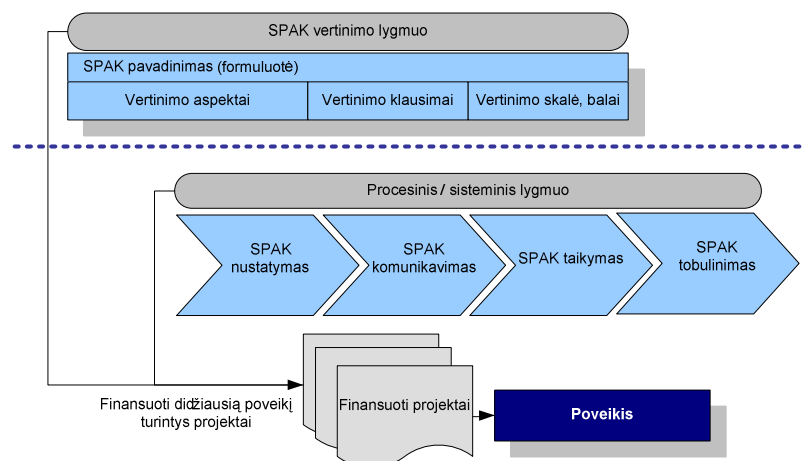 SPAK vertinimo lygmuo
SPAK pavadinimas (formuluotė)
Vertinimo aspektai
Vertinimo klausimai
Vertinimo skalė, balai
Procesinis / sisteminis lygmuo
SPAK
nustatymas
SPAK
komunikavimas
SPAK taikymas
SPAK
tobulinimas
Finansuoti didžiausią poveikį
turintys projektai
Finansuoti projektai
Poveikis